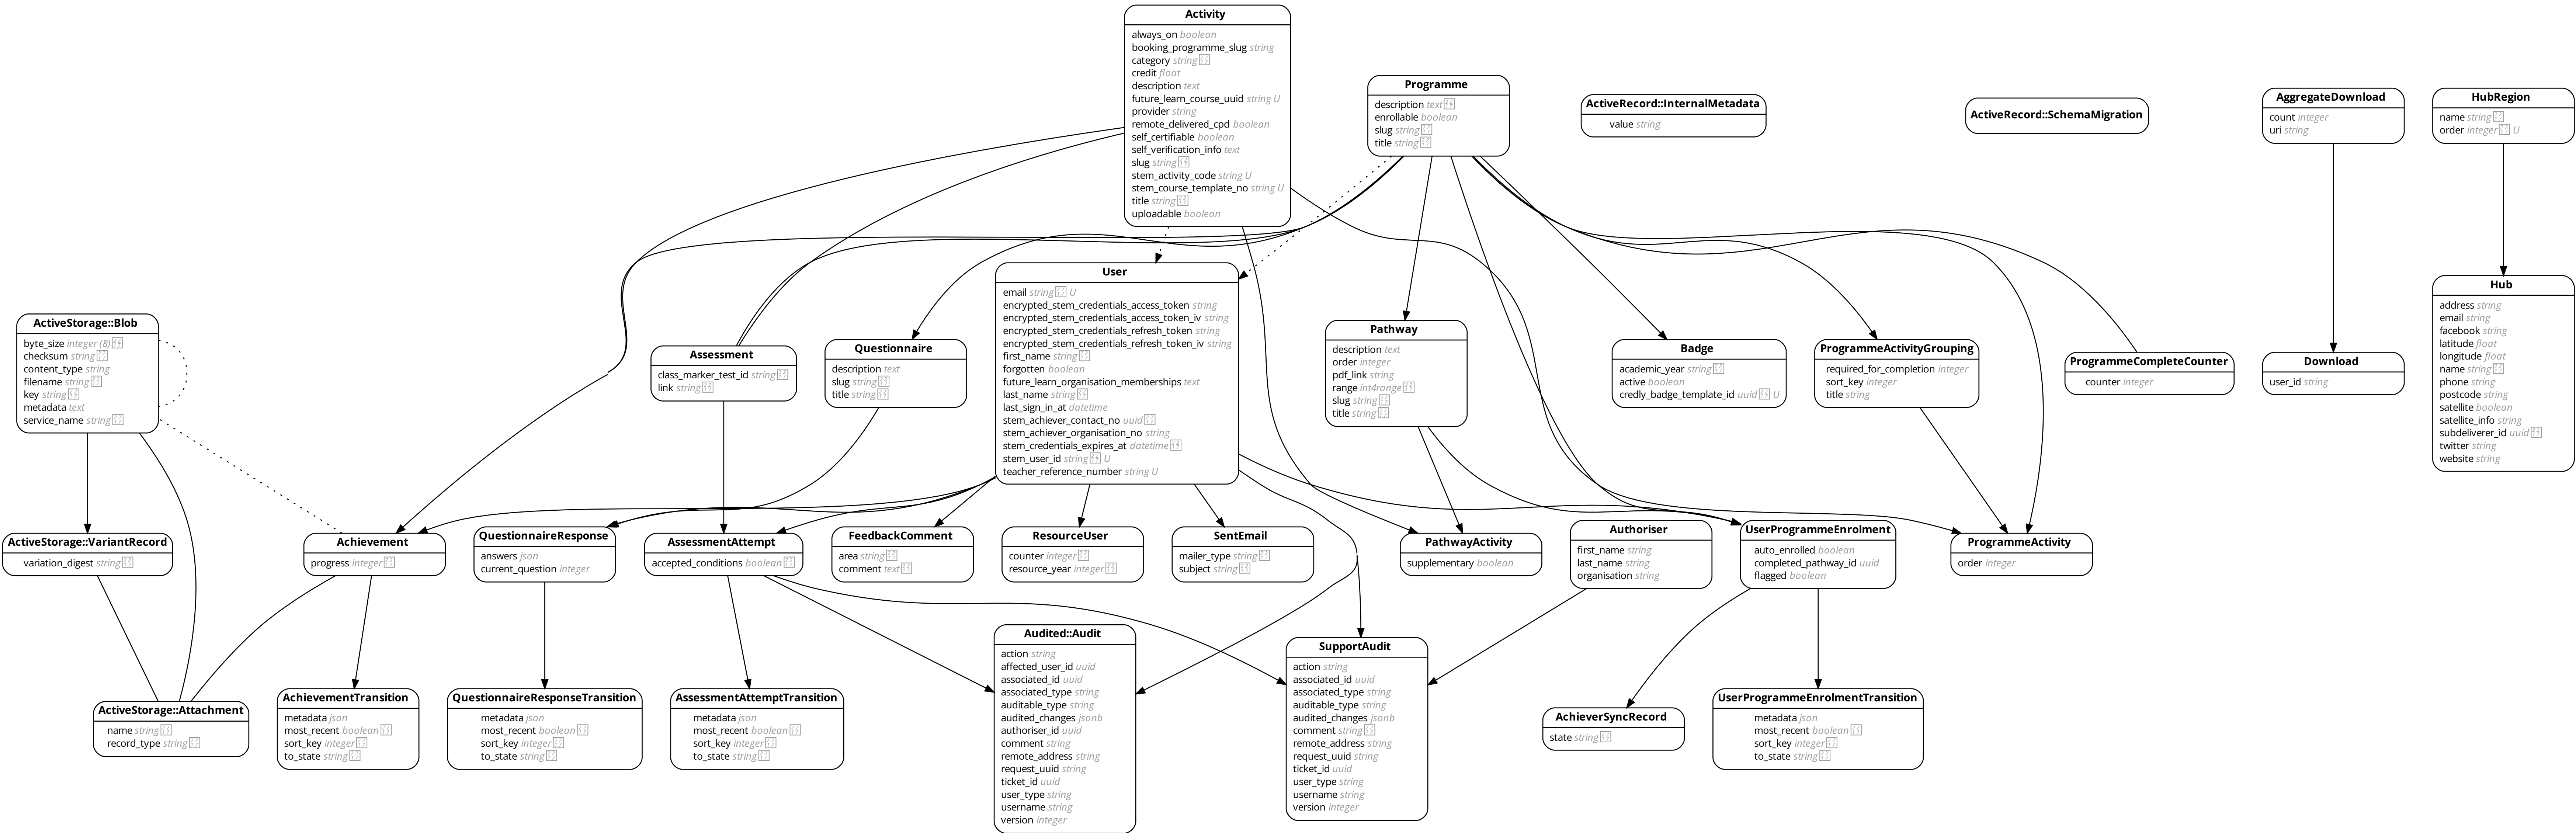 Activity
always_on boolean
booking_programme_slug string
category string
credit float
description text
future_learn_course_uuid string U
provider string
remote_delivered_cpd boolean
self_certifiable boolean
self_verification_info text
slug string
stem_activity_code string U
stem_course_template_no string U
title string
uploadable boolean
Programme
description text
enrollable boolean
slug string
title string
ActiveRecord::InternalMetadata
value string
ActiveRecord::SchemaMigration
AggregateDownload
count integer
uri string
HubRegion
name string
order integer U
User
email string U
encrypted_stem_credentials_access_token string
encrypted_stem_credentials_access_token_iv string
encrypted_stem_credentials_refresh_token string
encrypted_stem_credentials_refresh_token_iv string
first_name string
forgotten boolean
future_learn_organisation_memberships text
last_name string
last_sign_in_at datetime
stem_achiever_contact_no uuid
stem_achiever_organisation_no string
stem_credentials_expires_at datetime
stem_user_id string U
teacher_reference_number string U
Hub
address string
email string
facebook string
latitude float
longitude float
name string
phone string
postcode string
satellite boolean
satellite_info string
subdeliverer_id uuid
twitter string
website string
ActiveStorage::Blob
byte_size integer (8)
checksum string
content_type string
filename string
key string
metadata text
service_name string
Assessment
class_marker_test_id string
link string
Questionnaire
description text
slug string
title string
Pathway
description text
order integer
pdf_link string
range int4range
slug string
title string
Badge
academic_year string
active boolean
credly_badge_template_id uuid U
ProgrammeActivityGrouping
required_for_completion integer
sort_key integer
title string
ProgrammeCompleteCounter
counter integer
Download
user_id string
ActiveStorage::VariantRecord
variation_digest string
Achievement
progress integer
QuestionnaireResponse
answers json
current_question integer
AssessmentAttempt
accepted_conditions boolean
FeedbackComment
area string
comment text
ResourceUser
counter integer
resource_year integer
SentEmail
mailer_type string
subject string
PathwayActivity
supplementary boolean
Authoriser
first_name string
last_name string
organisation string
UserProgrammeEnrolment
auto_enrolled boolean
completed_pathway_id uuid
flagged boolean
ProgrammeActivity
order integer
ActiveStorage::Attachment
name string
record_type string
AchievementTransition
metadata json
most_recent boolean
sort_key integer
to_state string
QuestionnaireResponseTransition
metadata json
most_recent boolean
sort_key integer
to_state string
AssessmentAttemptTransition
metadata json
most_recent boolean
sort_key integer
to_state string
Audited::Audit
action string
affected_user_id uuid
associated_id uuid
associated_type string
auditable_type string
audited_changes jsonb
authoriser_id uuid
comment string
remote_address string
request_uuid string
ticket_id uuid
user_type string
username string
version integer
SupportAudit
action string
associated_id uuid
associated_type string
auditable_type string
audited_changes jsonb
comment string
remote_address string
request_uuid string
ticket_id uuid
user_type string
username string
version integer
AchieverSyncRecord
state string
UserProgrammeEnrolmentTransition
metadata json
most_recent boolean
sort_key integer
to_state string